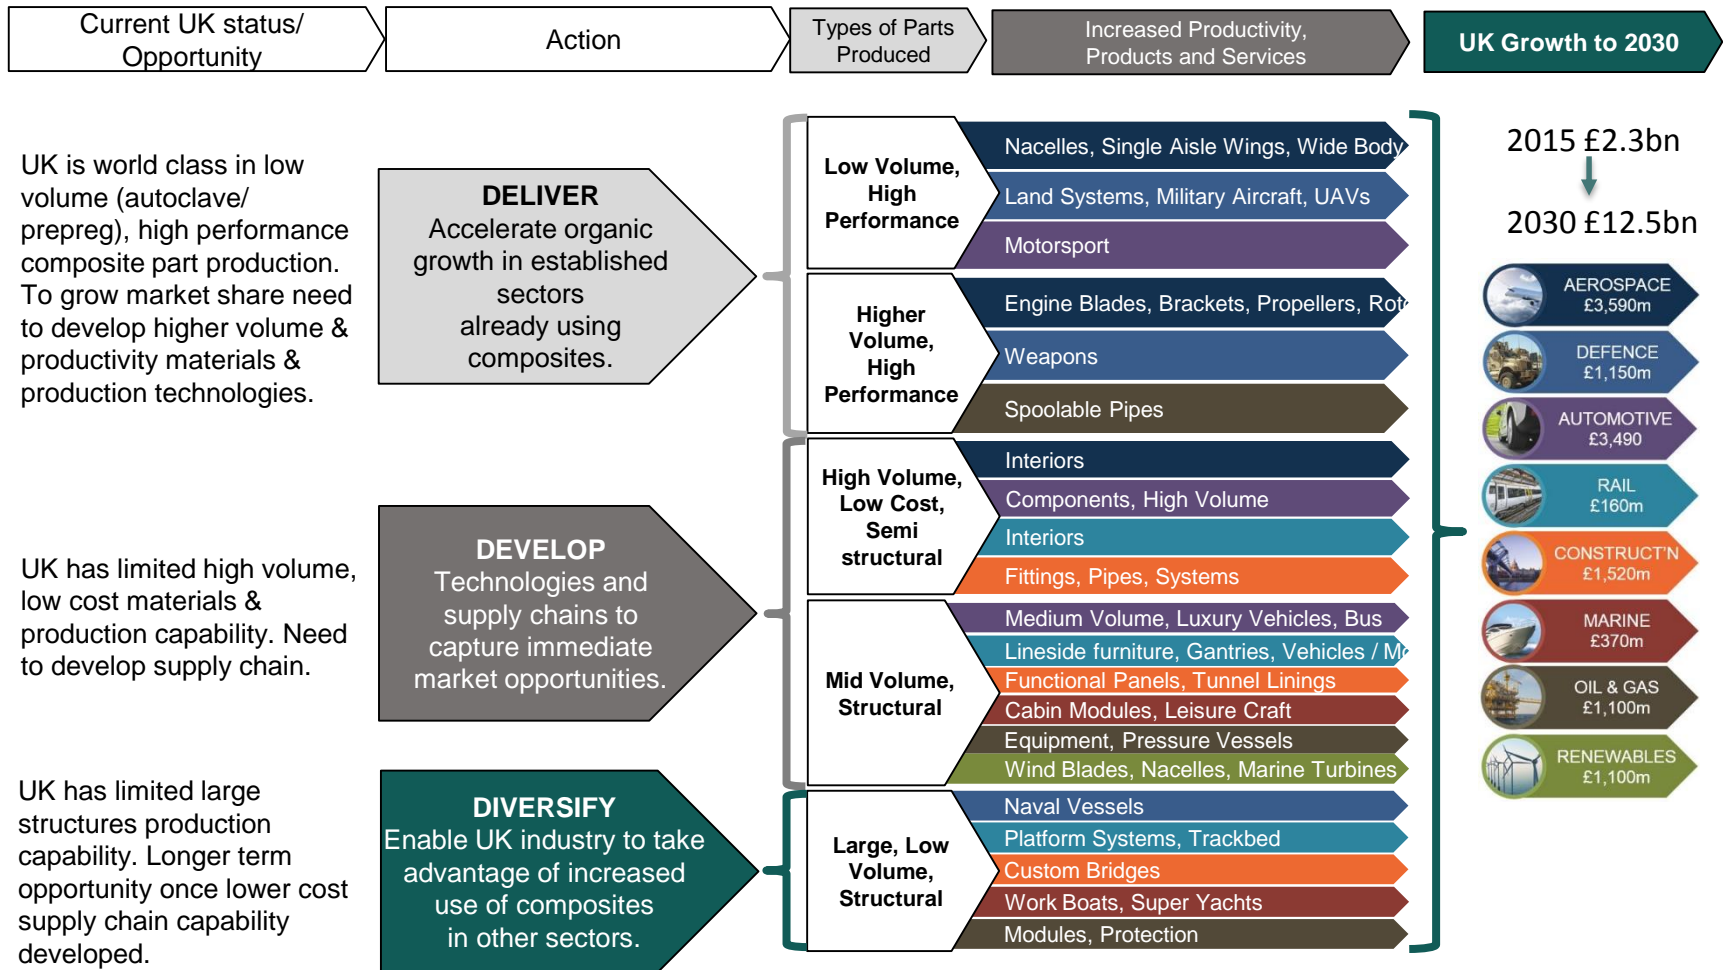 Current UK status/
Opportunity
Action
Types of Parts
Produced
Increased Productivity,
Products and Services
UK Growth to 2030
UK is world class in low
volume (autoclave/
prepreg), high performance
composite part production.
To grow market share need
to develop higher volume &
productivity materials &
production technologies.
UK has limited high volume,
low cost materials &
production capability. Need
to develop supply chain.
UK has limited large
structures production
capability. Longer term
opportunity once lower cost
supply chain capability
developed.
DELIVER
Accelerate organic
growth in established
sectors
already using
composites.
DEVELOP
Technologies and
supply chains to
capture immediate
market opportunities.
DIVERSIFY
Enable UK industry to take
advantage of increased
use of composites
in other sectors.
Low Volume,
High
Performance
Nacelles, Single Aisle Wings, Wide Body
Land Systems, Military Aircraft, UAVs
Motorsport
Higher
Volume,
High
Performance
Engine Blades, Brackets, Propellers,
Weapons
Spoolable Pipes
High Volume,
Low Cost,
Semi
structural
Interiors
Components, High Volume
Interiors
Fittings, Pipes, Systems
Mid Volume,
Structural
Medium Volume, Luxury Vehicles, Bus
Lineside furniture, Gantries, Vehicles /
Functional Panels, Tunnel Linings
Cabin Modules, Leisure Craft
Equipment, Pressure Vessels
Wind Blades, Nacelles, Marine Turbines
Large, Low
Volume,
Structural
Naval Vessels
Platform Systems, Trackbed
Custom Bridges
Work Boats, Super Yachts
Modules, Protection
2015 £2.3bn
2030 £12.5bn
AEROSPACE
£3,590m
DEFENCE
£1,150m
AUTOMOTIVE
£3,490
RAIL
£160m
CONSTRUCT'N
£1,520m
MARINE
£370m
OIL & GAS
£1,100m
RENEWABLES
£1,100m